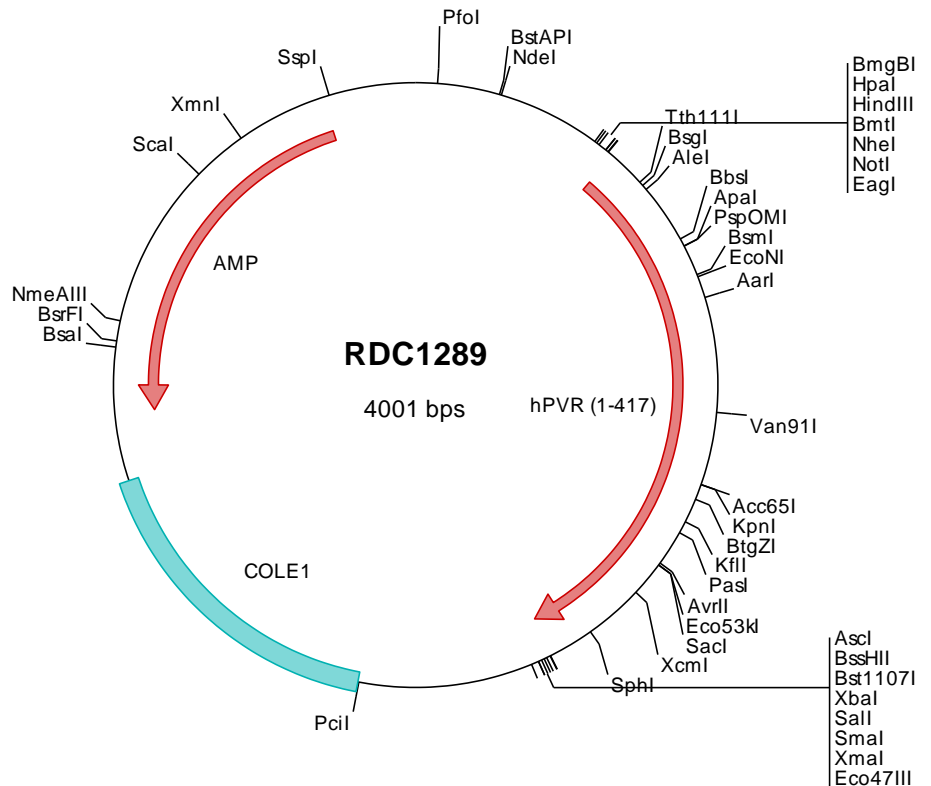 PfoI
BstAPI
NdeI
SspI
XmnI
ScaI
BmgBI
HpaI
HindIII
BmtI
NheI
NotI
EagI
Tth111I
BsgI
AleI
BbsI
ApaI
PspOMI
BsmI
EcoNI
AarI
AMP
NmeAIII
BsrFI
BsaI
RDC1289
4001 bps
hPVR (1-417)
Van91I
Acc65I
KpnI
BtgZI
KflI
PasI
AvrII
Eco53kI
SacI
XcmI
SphI
COLE1
PciI
AscI
BssHII
Bst1107I
XbaI
SalI
SmaI
XmaI
Eco47III